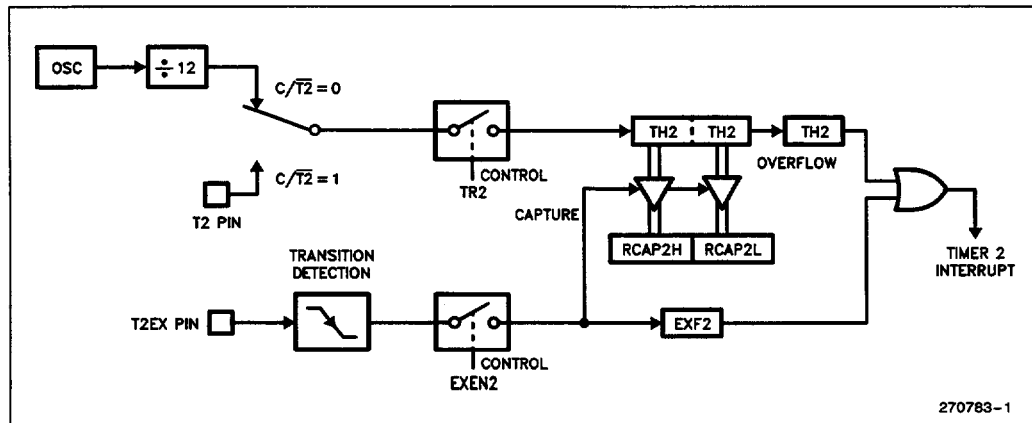 OSC
÷ 12
C/T2̅ = 0
C/T2̅ = 1
T2 PIN
CONTROL
TR2
TH2
TH2
TH2
OVERFLOW
CAPTURE
RCAP2H
RCAP2L
TIMER 2
INTERRUPT
TRANSITION
DETECTION
T2EX PIN
CONTROL
EXEN2
EXF2
270783-1